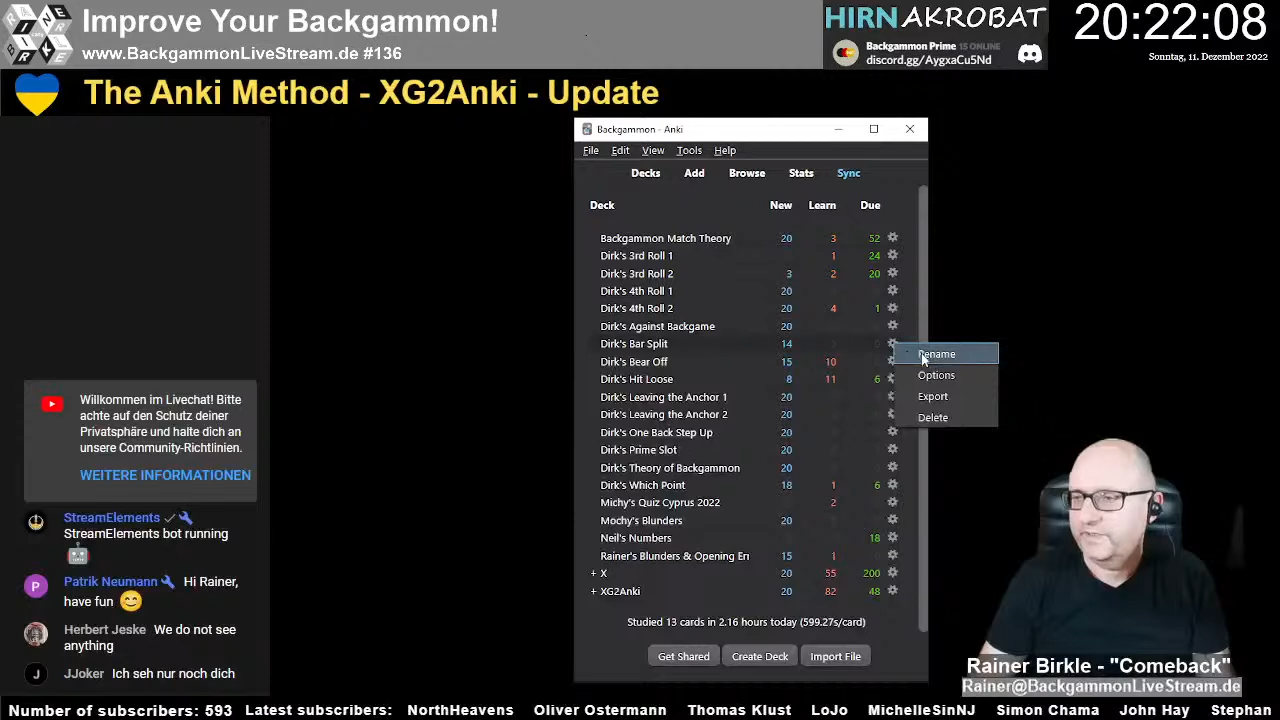 Improve Your Backgammon!
www.BackgammonLiveStream.de #136
HIRNAKROBAT
Backgammon Prime 15 ONLINE
discord.gg/AygxaCu5Nd
20:22:08
Sonntag, 11. Dezember 2022
The Anki Method - XG2Anki - Update
Backgammon - Anki
File Edit View Tools Help
Decks Add Browse Stats Sync
Deck New Learn Due
Backgammon Match Theory 20 3 52
Dirk's 3rd Roll 1 1 24
Dirk's 3rd Roll 2 3 2 20
Dirk's 4th Roll 1 20
Dirk's 4th Roll 2 4 1
Dirk's Against Backgame 20
Dirk's Bar Split 14
Dirk's Bear Off 15 10
Dirk's Hit Loose 8 11 6
Dirk's Leaving the Anchor 1 20
Dirk's Leaving the Anchor 2 20
Dirk's One Back Step Up 20
Dirk's Prime Slot 20
Dirk's Theory of Backgammon 20
Dirk's Which Point 18 1 6
Michy's Quiz Cyprus 2022 2
Mochy's Blunders 20
Neil's Numbers 18
Rainer's Blunders & Opening En 15 1
+ X 20 55 200
+ XG2Anki 20 82 48
Studied 13 cards in 2.16 hours today (599.27s/card)
Get Shared Create Deck Import File
Rename
Options
Export
Delete
Willkommen im Livechat! Bitte
achte auf den Schutz deiner
Privatsphäre und halte dich an
unsere Community-Richtlinien.
WEITERE INFORMATIONEN
StreamElements
StreamElements bot running
🤖
P Patrik Neumann Hi Rainer,
have fun 😊
Herbert Jeske We do not see
anything
J JJoker Ich seh nur noch dich
Rainer Birkle - "Comeback"
Rainer@BackgammonLiveStream.de
Number of subscribers: 593 Latest subscribers: NorthHeavens Oliver Ostermann Thomas Klust LoJo MichelleSinNJ Simon Chama John Hay Stephan